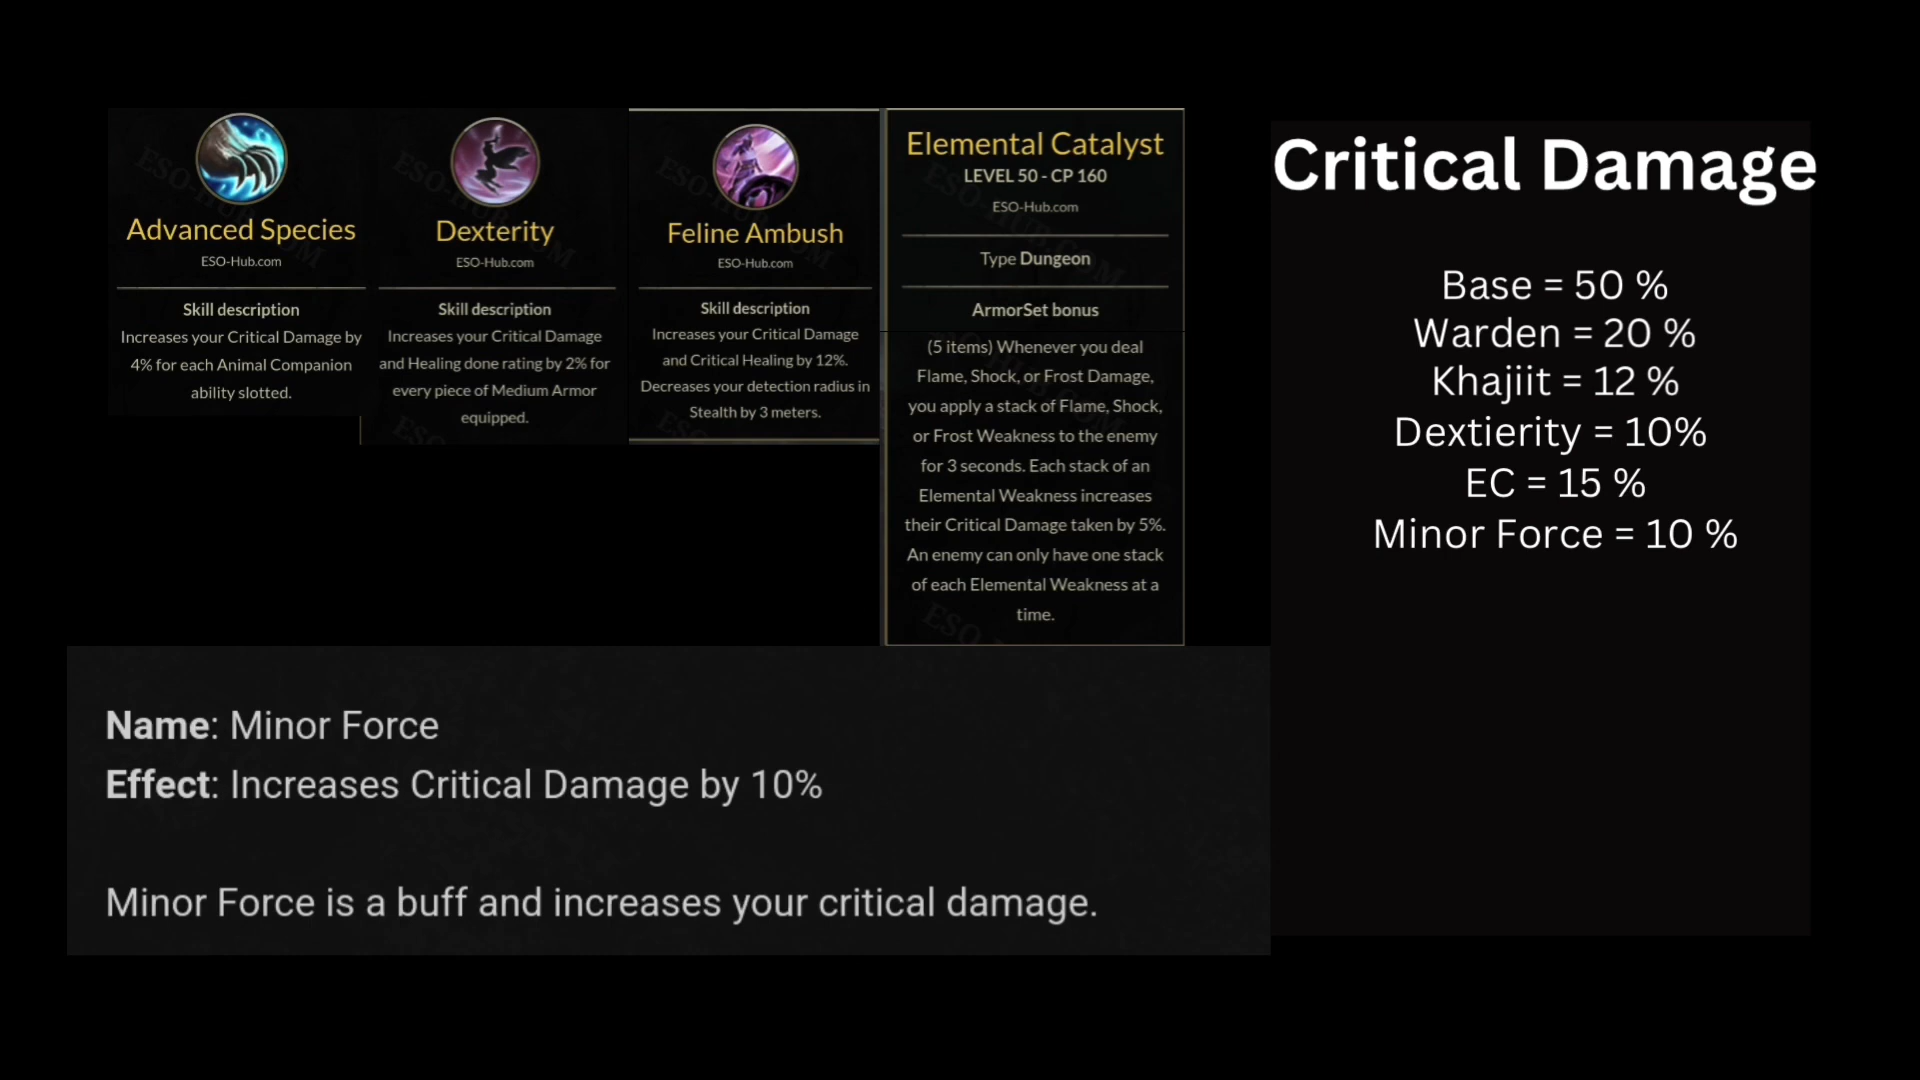 Advanced Species
ESO-Hub.com
Skill description
Increases your Critical Damage by
4% for each Animal Companion
ability slotted.
Dexterity
ESO-Hub.com
Skill description
Increases your Critical Damage
and Healing done rating by 2% for
every piece of Medium Armor
equipped.
Feline Ambush
ESO-Hub.com
Skill description
Increases your Critical Damage
and Critical Healing by 12%.
Decreases your detection radius in
Stealth by 3 meters.
Elemental Catalyst
LEVEL 50 - CP 160
ESO-Hub.com
Type Dungeon
ArmorSet bonus
(5 items) Whenever you deal
Flame, Shock, or Frost Damage,
you apply a stack of Flame, Shock,
or Frost Weakness to the enemy
for 3 seconds. Each stack of an
Elemental Weakness increases
their Critical Damage taken by 5%.
An enemy can only have one stack
of each Elemental Weakness at a
time.
Critical Damage
Base = 50 %
Warden = 20 %
Khajiit = 12 %
Dextierity = 10%
EC = 15 %
Minor Force = 10 %
Name: Minor Force
Effect: Increases Critical Damage by 10%
Minor Force is a buff and increases your critical damage.